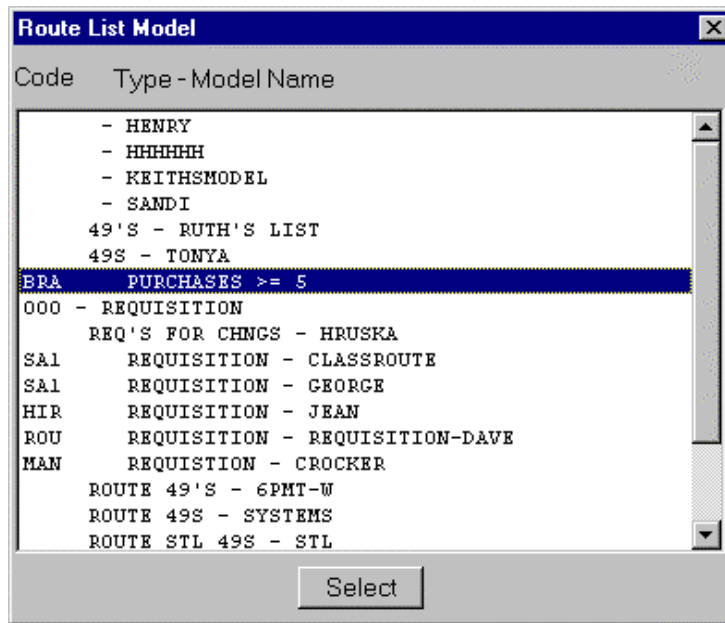 Route List Model
Code Type - Model Name
- HENRY
- HHHHHH
- KEITHSMODEL
- SANDI
49'S - RUTH'S LIST
49S - TONYA
BRA PURCHASES >= 5
000 - REQUISITION
REQ'S FOR CHNGS - HRUSKA
SA1 REQUISITION - CLASSROUTE
SA1 REQUISITION - GEORGE
HIR REQUISITION - JEAN
ROU REQUISITION - REQUISITION-DAVE
MAN REQUISTION - CROCKER
ROUTE 49'S - 6PMT-W
ROUTE 49S - SYSTEMS
ROUTE STL 49S - STL
Select